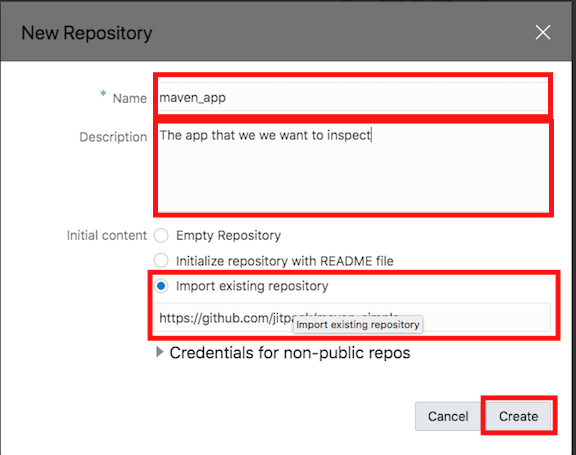 New Repository
* Name
maven_app
Description
The app that we we want to inspect
Initial content
Empty Repository
Initialize repository with README file
Import existing repository
https://github.com/jitpack/maven_simple
Import existing repository
Credentials for non-public repos
Cancel
Create